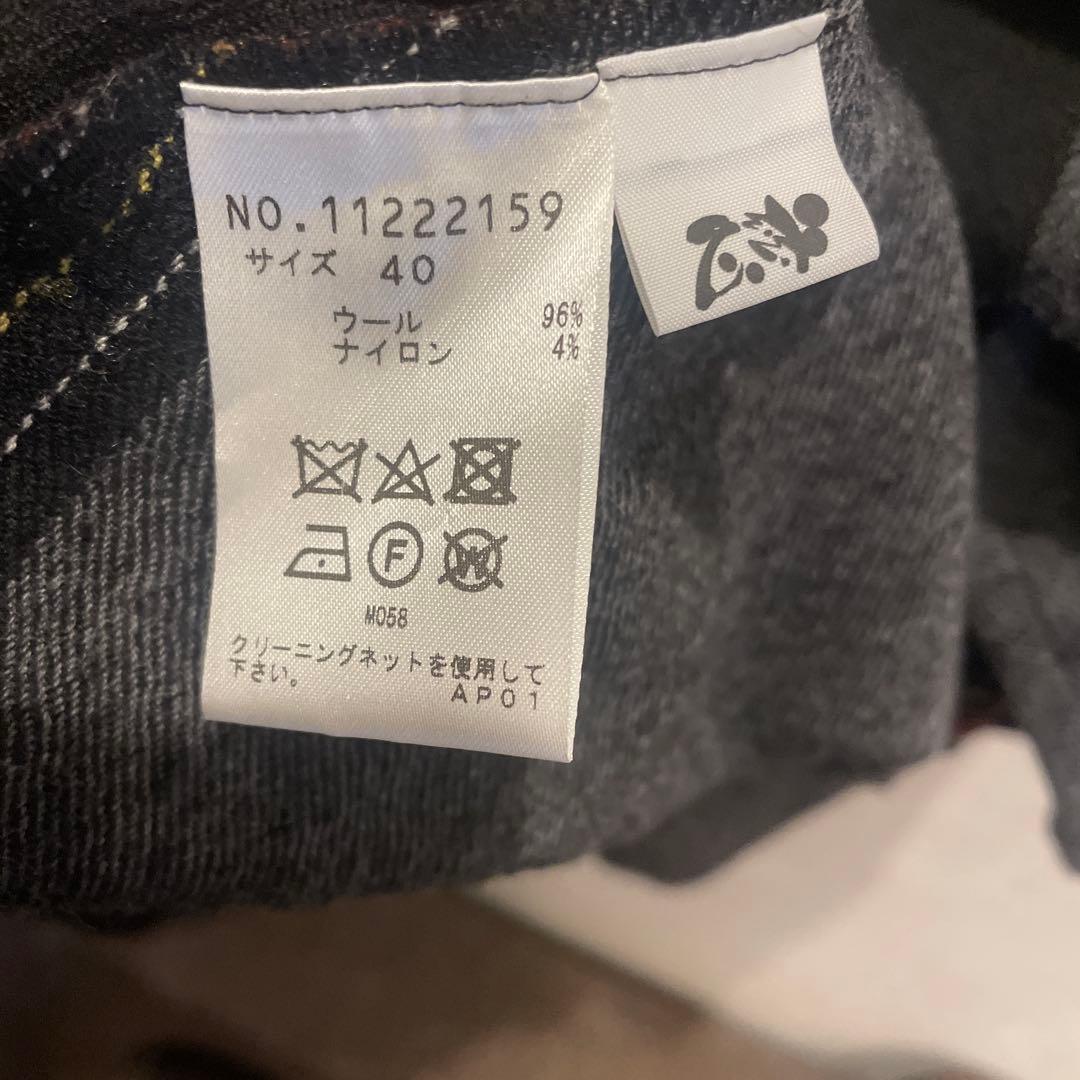 NO.11222159
サイズ 40
ウール 96%
ナイロン 4%
F
W
M058
クリーニングネットを使用して
下さい。
AP01